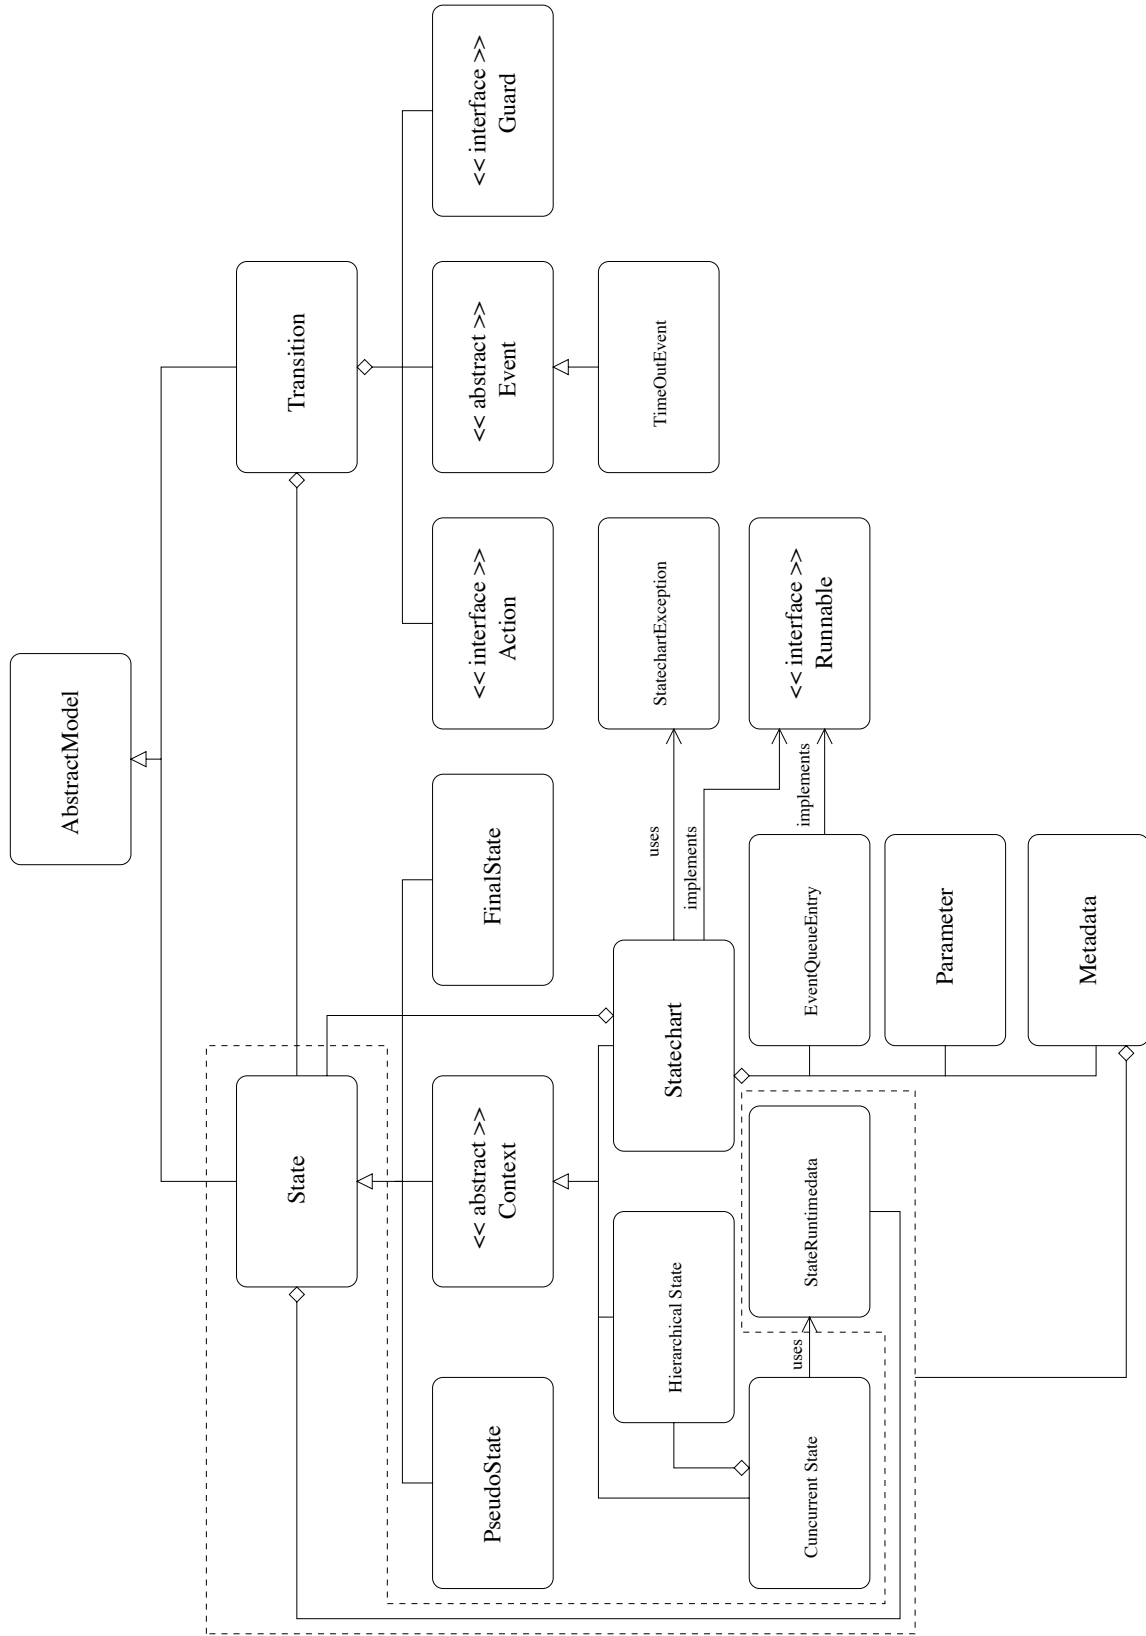 AbstractModel
State
Transition
PseudoState
<< abstract >>
Context
FinalState
<< interface >>
Action
<< abstract >>
Event
<< interface >>
Guard
Hierarchical State
Statechart
uses
implements
StatechartException
TimeOutEvent
Cuncurrent State
uses
StateRuntimedata
EventQueueEntry
implements
<< interface >>
Runnable
Parameter
Metadata